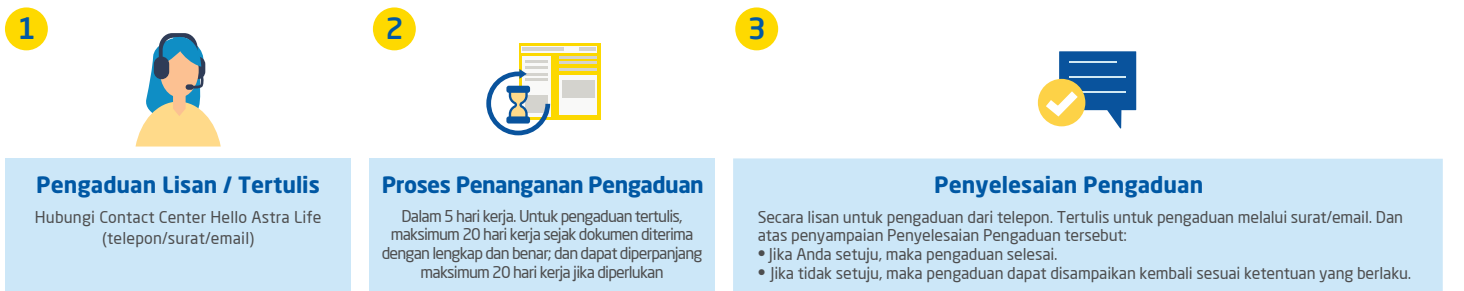 1
Pengaduan Lisan / Tertulis
Hubungi Contact Center Hello Astra Life
(telepon/surat/email)
2
Proses Penanganan Pengaduan
Dalam 5 hari kerja. Untuk pengaduan tertulis,
maksimum 20 hari kerja sejak dokumen diterima
dengan lengkap dan benar; dan dapat diperpanjang
maksimum 20 hari kerja jika diperlukan
3
Penyelesaian Pengaduan
Secara lisan untuk pengaduan dari telepon. Tertulis untuk pengaduan melalui surat/email. Dan
atas penyampaian Penyelesaian Pengaduan tersebut:
• Jika Anda setuju, maka pengaduan selesai.
• Jika tidak setuju, maka pengaduan dapat disampaikan kembali sesuai ketentuan yang berlaku.